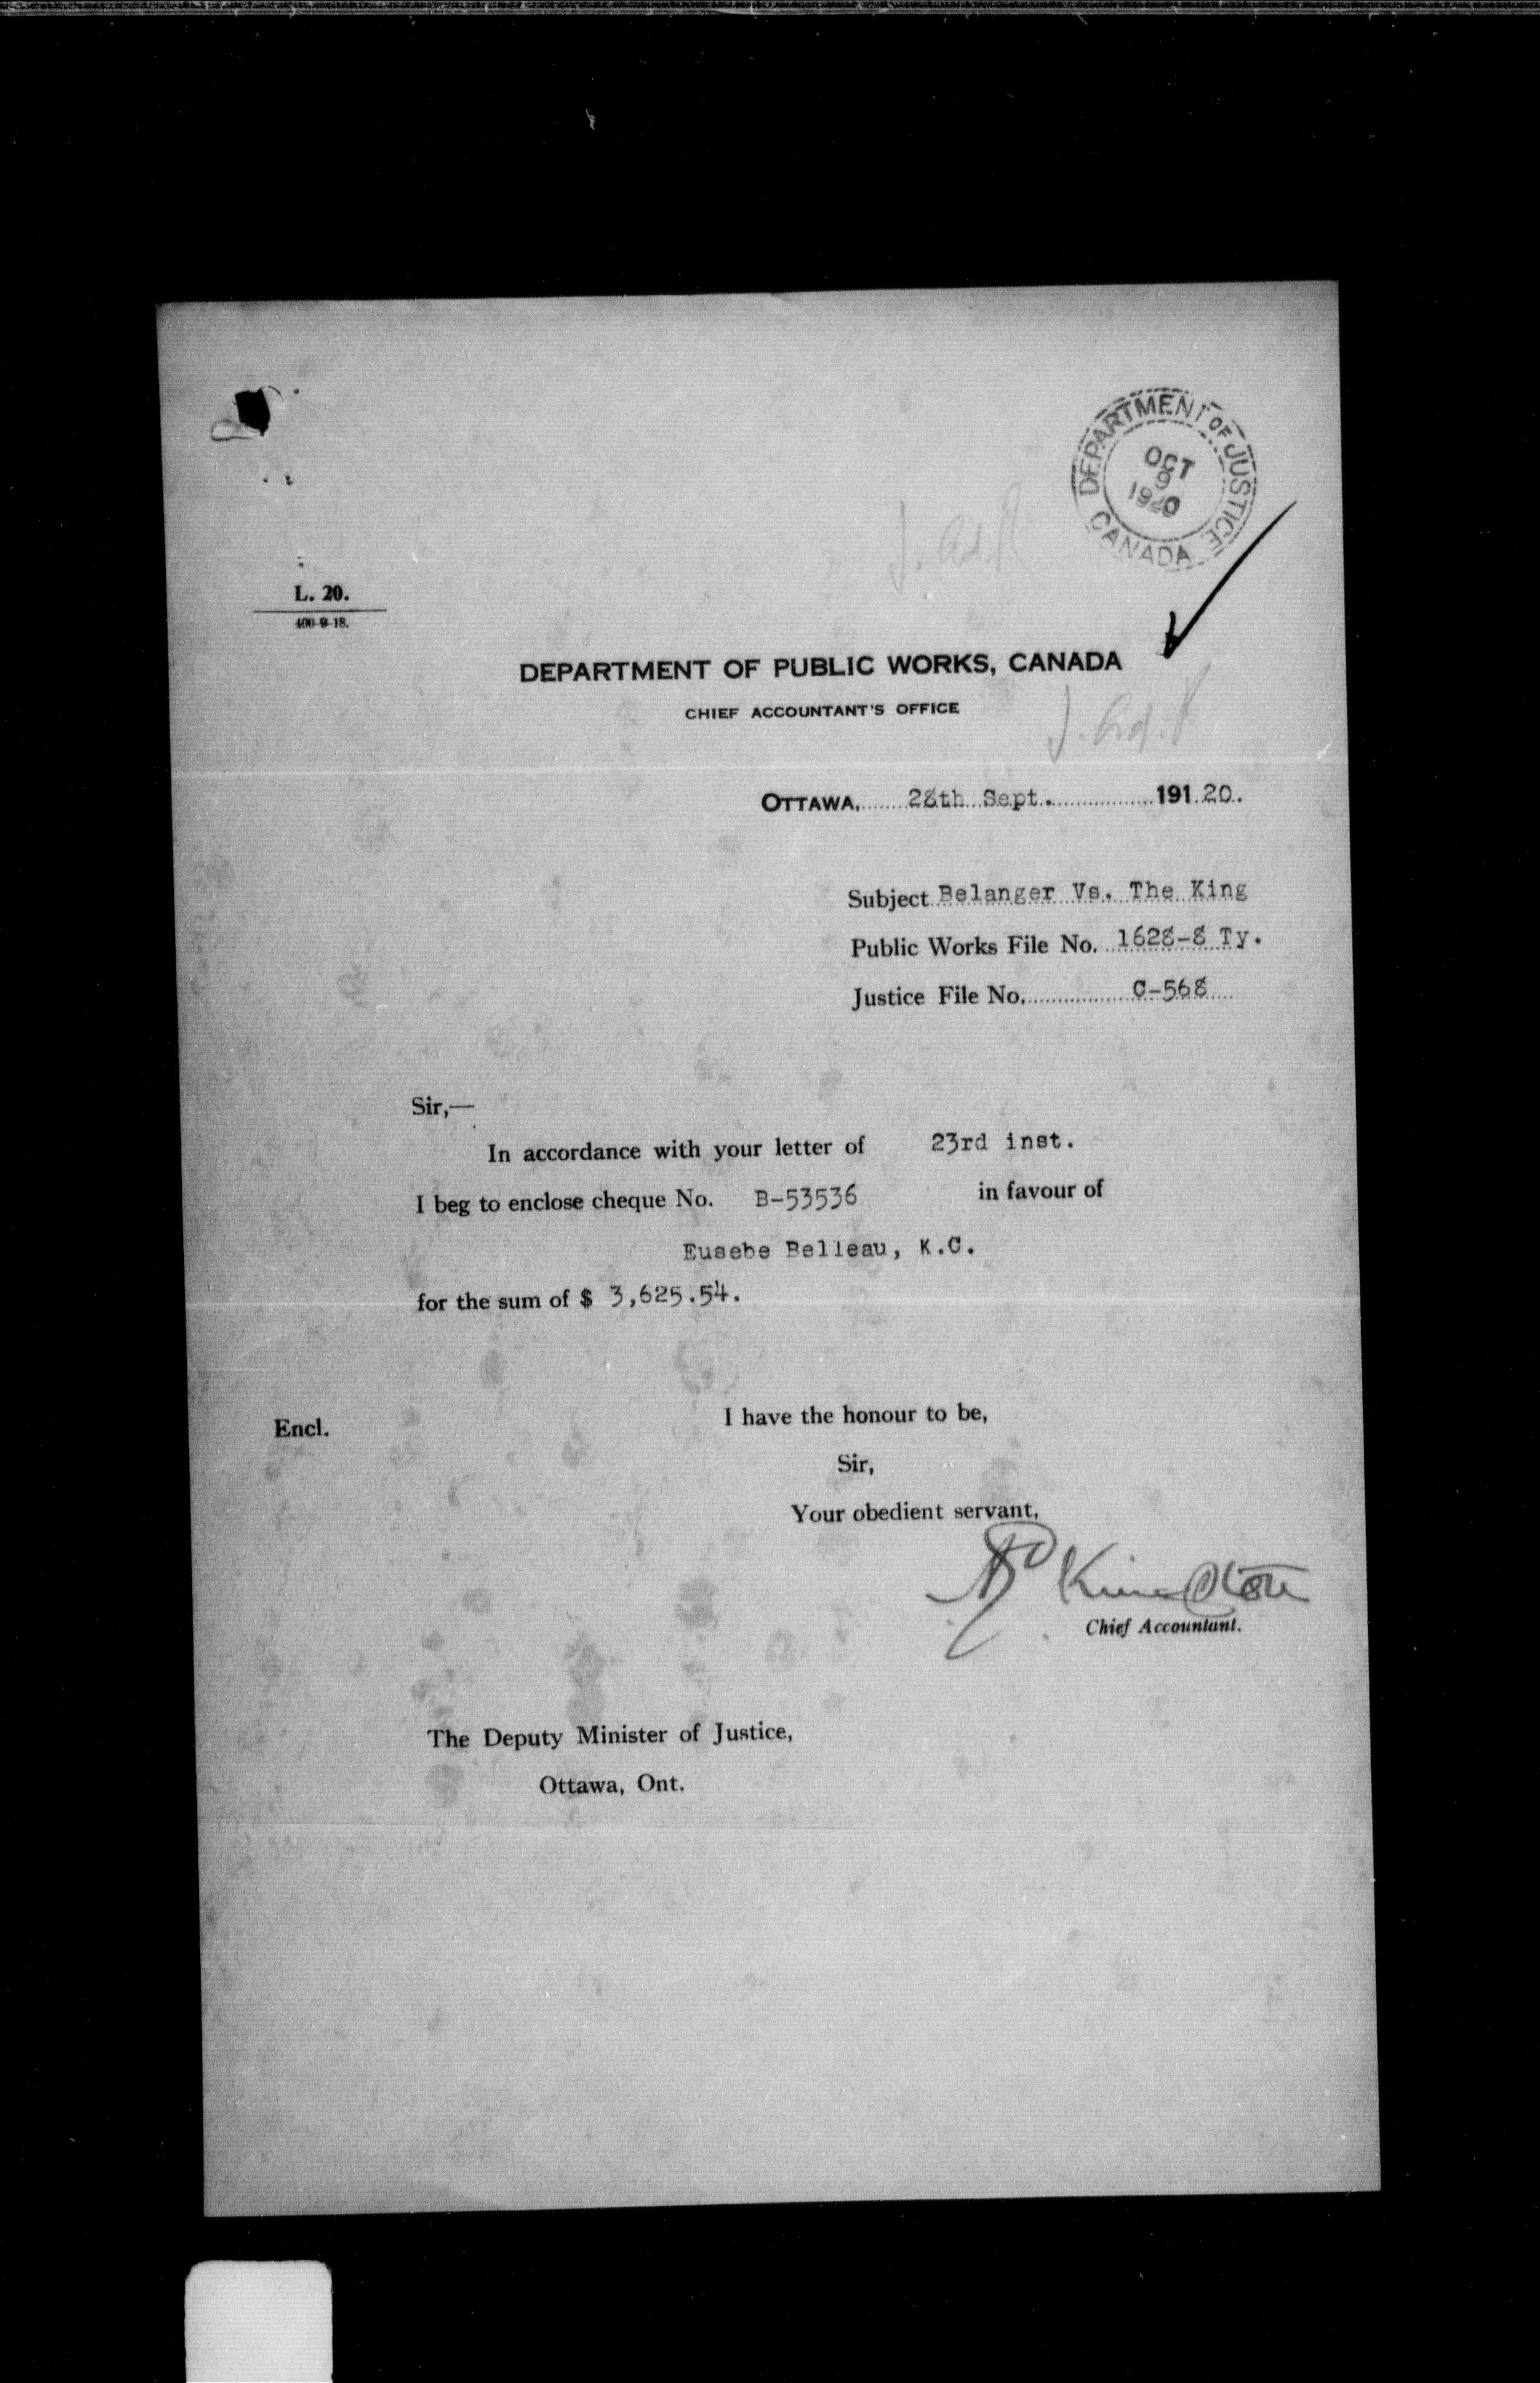 DEPARTMENT OF JUSTICE
OCT
9
1920
CANADA
L. 20.
400-9-18.
DEPARTMENT OF PUBLIC WORKS, CANADA
CHIEF ACCOUNTANT'S OFFICE
OTTAWA, 28th Sept. 191 20.
Subject Belanger Vs. The King
Public Works File No. 1628-8 Ty.
Justice File No. C-568
Sir,—
In accordance with your letter of 23rd inst.
I beg to enclose cheque No. B-53536 in favour of
Eusebe Belleau, K.C.
for the sum of $ 3,625.54.
Encl.
I have the honour to be,
Sir,
Your obedient servant,
Chief Accountant.
The Deputy Minister of Justice,
Ottawa, Ont.